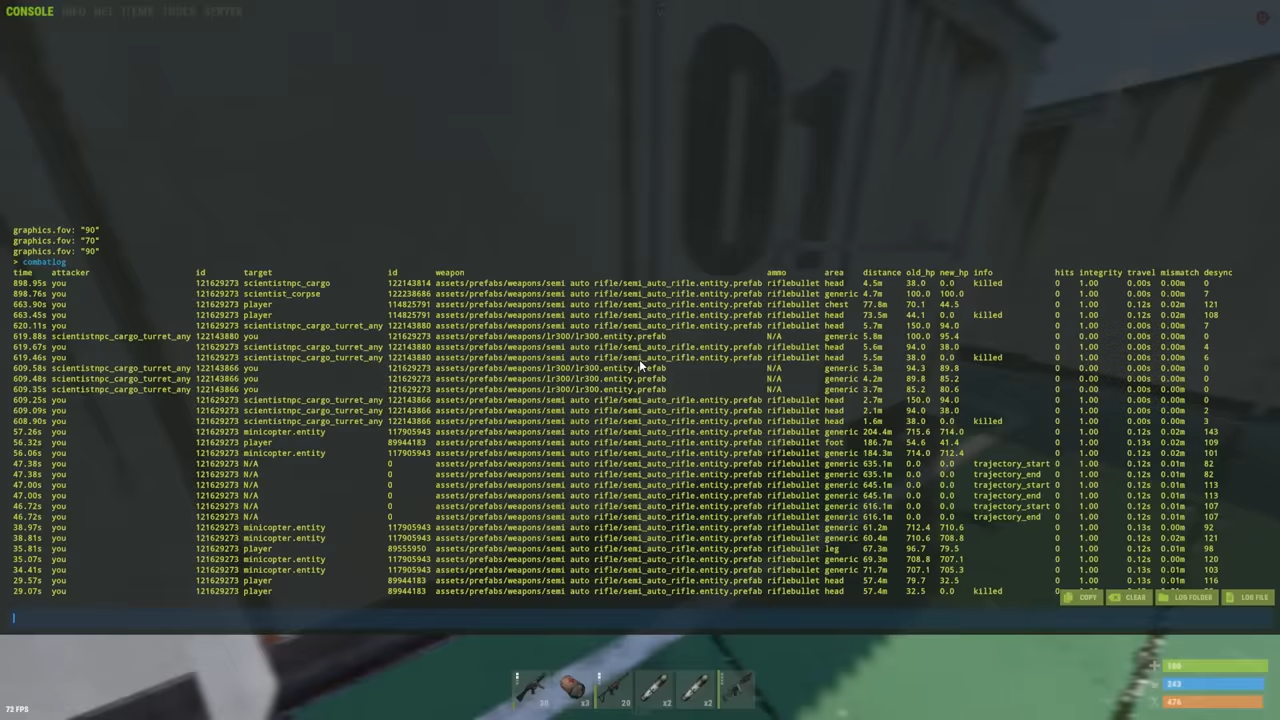 CONSOLE INFO NET ITEMS INDEX SERVER
01
graphics.fov: "90"
graphics.fov: "70"
graphics.fov: "90"
> combatlog
time attacker id target id weapon ammo area distance old_hp new_hp info hits integrity travel mismatch desync
898.95s you 121629273 scientistnpc_cargo 122143814 assets/prefabs/weapons/semi auto rifle/semi_auto_rifle.entity.prefab riflebullet head 4.5m 38.0 0.0 killed 0 1.00 0.00s 0.00m 0
898.76s you 121629273 scientist_corpse 122238686 assets/prefabs/weapons/semi auto rifle/semi_auto_rifle.entity.prefab riflebullet generic 4.7m 100.0 100.0 0 1.00 0.00s 0.00m 7
663.90s you 121629273 player 114825791 assets/prefabs/weapons/semi auto rifle/semi_auto_rifle.entity.prefab riflebullet chest 77.8m 70.1 44.5 0 1.00 0.12s 0.02m 121
663.45s you 121629273 player 114825791 assets/prefabs/weapons/semi auto rifle/semi_auto_rifle.entity.prefab riflebullet head 73.5m 44.1 0.0 killed 0 1.00 0.12s 0.02m 108
620.11s you 121629273 scientistnpc_cargo_turret_any 122143880 assets/prefabs/weapons/semi auto rifle/semi_auto_rifle.entity.prefab riflebullet head 5.7m 150.0 94.0 0 1.00 0.00s 0.00m 7
619.88s scientistnpc_cargo_turret_any 122143880 you 121629273 assets/prefabs/weapons/lr300/lr300.entity.prefab N/A generic 5.8m 100.0 95.4 0 1.00 0.00s 0.00m 0
619.67s you 121629273 scientistnpc_cargo_turret_any 122143880 assets/prefabs/weapons/semi auto rifle/semi_auto_rifle.entity.prefab riflebullet head 5.6m 94.0 38.0 0 1.00 0.00s 0.00m 4
619.46s you 121629273 scientistnpc_cargo_turret_any 122143880 assets/prefabs/weapons/semi auto rifle/semi_auto_rifle.entity.prefab riflebullet head 5.5m 38.0 0.0 killed 0 1.00 0.00s 0.00m 6
609.58s scientistnpc_cargo_turret_any 122143866 you 121629273 assets/prefabs/weapons/lr300/lr300.entity.prefab N/A generic 5.3m 94.3 89.8 0 1.00 0.00s 0.00m 0
609.48s scientistnpc_cargo_turret_any 122143866 you 121629273 assets/prefabs/weapons/lr300/lr300.entity.prefab N/A generic 4.2m 89.8 85.2 0 1.00 0.00s 0.00m 0
609.35s scientistnpc_cargo_turret_any 122143866 you 121629273 assets/prefabs/weapons/lr300/lr300.entity.prefab N/A generic 3.7m 85.2 80.6 0 1.00 0.00s 0.00m 0
609.25s you 121629273 scientistnpc_cargo_turret_any 122143866 assets/prefabs/weapons/semi auto rifle/semi_auto_rifle.entity.prefab riflebullet head 2.7m 150.0 94.0 0 1.00 0.00s 0.00m 0
609.09s you 121629273 scientistnpc_cargo_turret_any 122143866 assets/prefabs/weapons/semi auto rifle/semi_auto_rifle.entity.prefab riflebullet head 2.1m 94.0 38.0 0 1.00 0.00s 0.00m 2
608.90s you 121629273 scientistnpc_cargo_turret_any 122143866 assets/prefabs/weapons/semi auto rifle/semi_auto_rifle.entity.prefab riflebullet head 1.6m 38.0 0.0 killed 0 1.00 0.00s 0.00m 3
57.26s you 121629273 minicopter.entity 117905943 assets/prefabs/weapons/semi auto rifle/semi_auto_rifle.entity.prefab riflebullet generic 204.4m 715.6 714.0 0 1.00 0.12s 0.02m 143
56.32s you 121629273 player 89944183 assets/prefabs/weapons/semi auto rifle/semi_auto_rifle.entity.prefab riflebullet foot 186.7m 54.6 41.4 0 1.00 0.13s 0.02m 109
56.06s you 121629273 minicopter.entity 117905943 assets/prefabs/weapons/semi auto rifle/semi_auto_rifle.entity.prefab riflebullet generic 184.3m 714.0 712.4 0 1.00 0.12s 0.02m 101
47.38s you 121629273 N/A 0 assets/prefabs/weapons/semi auto rifle/semi_auto_rifle.entity.prefab riflebullet generic 635.1m 0.0 0.0 trajectory_start 0 1.00 0.12s 0.01m 82
47.38s you 121629273 N/A 0 assets/prefabs/weapons/semi auto rifle/semi_auto_rifle.entity.prefab riflebullet generic 635.1m 0.0 0.0 trajectory_end 0 1.00 0.12s 0.01m 82
47.00s you 121629273 N/A 0 assets/prefabs/weapons/semi auto rifle/semi_auto_rifle.entity.prefab riflebullet generic 645.1m 0.0 0.0 trajectory_start 0 1.00 0.12s 0.01m 113
47.00s you 121629273 N/A 0 assets/prefabs/weapons/semi auto rifle/semi_auto_rifle.entity.prefab riflebullet generic 645.1m 0.0 0.0 trajectory_end 0 1.00 0.12s 0.01m 113
46.72s you 121629273 N/A 0 assets/prefabs/weapons/semi auto rifle/semi_auto_rifle.entity.prefab riflebullet generic 616.1m 0.0 0.0 trajectory_start 0 1.00 0.12s 0.01m 107
46.72s you 121629273 N/A 0 assets/prefabs/weapons/semi auto rifle/semi_auto_rifle.entity.prefab riflebullet generic 616.1m 0.0 0.0 trajectory_end 0 1.00 0.12s 0.01m 107
38.97s you 121629273 minicopter.entity 117905943 assets/prefabs/weapons/semi auto rifle/semi_auto_rifle.entity.prefab riflebullet generic 61.2m 712.4 710.6 0 1.00 0.13s 0.00m 92
38.81s you 121629273 minicopter.entity 117905943 assets/prefabs/weapons/semi auto rifle/semi_auto_rifle.entity.prefab riflebullet generic 60.4m 710.6 708.8 0 1.00 0.12s 0.02m 121
35.81s you 121629273 player 89555950 assets/prefabs/weapons/semi auto rifle/semi_auto_rifle.entity.prefab riflebullet leg 67.3m 96.7 79.5 0 1.00 0.13s 0.01m 98
35.07s you 121629273 minicopter.entity 117905943 assets/prefabs/weapons/semi auto rifle/semi_auto_rifle.entity.prefab riflebullet generic 69.3m 708.8 707.1 0 1.00 0.12s 0.00m 120
34.41s you 121629273 minicopter.entity 117905943 assets/prefabs/weapons/semi auto rifle/semi_auto_rifle.entity.prefab riflebullet generic 71.7m 707.1 705.3 0 1.00 0.12s 0.01m 103
29.57s you 121629273 player 89944183 assets/prefabs/weapons/semi auto rifle/semi_auto_rifle.entity.prefab riflebullet head 57.4m 79.7 32.5 0 1.00 0.13s 0.01m 116
29.07s you 121629273 player 89944183 assets/prefabs/weapons/semi auto rifle/semi_auto_rifle.entity.prefab riflebullet head 57.4m 32.5 0.0 killed
COPY CLEAR LOG FOLDER LOG FILE
100
243
476
x3 20 x2 x2
72 FPS